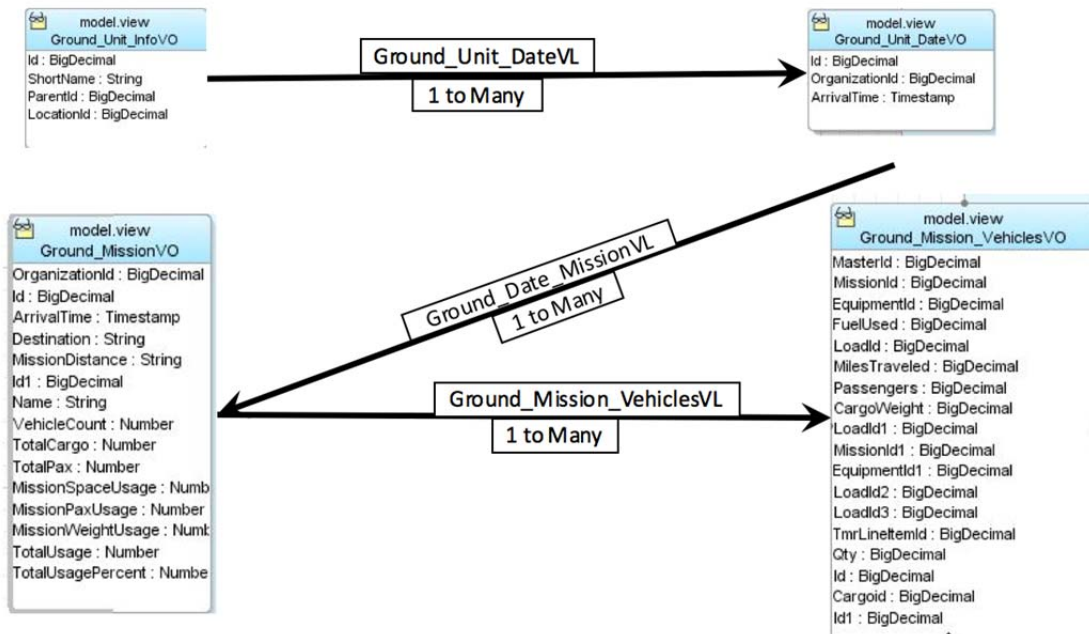 model.view
Ground_Unit_InfoVO
Id : BigDecimal
ShortName : String
ParentId : BigDecimal
LocationId : BigDecimal
Ground_Unit_DateVL
1 to Many
model.view
Ground_Unit_DateVO
Id : BigDecimal
OrganizationId : BigDecimal
ArrivalTime : Timestamp
Ground_Date_MissionVL
1 to Many
model.view
Ground_MissionVO
OrganizationId : BigDecimal
Id : BigDecimal
ArrivalTime : Timestamp
Destination : String
MissionDistance : String
Id1 : BigDecimal
Name : String
VehicleCount : Number
TotalCargo : Number
TotalPax : Number
MissionSpaceUsage : Numb
MissionPaxUsage : Number
MissionWeightUsage : Numb
TotalUsage : Number
TotalUsagePercent : Numbe
Ground_Mission_VehiclesVL
1 to Many
model.view
Ground_Mission_VehiclesVO
MasterId : BigDecimal
MissionId : BigDecimal
EquipmentId : BigDecimal
FuelUsed : BigDecimal
LoadId : BigDecimal
MilesTraveled : BigDecimal
Passengers : BigDecimal
CargoWeight : BigDecimal
LoadId1 : BigDecimal
MissionId1 : BigDecimal
EquipmentId1 : BigDecimal
LoadId2 : BigDecimal
LoadId3 : BigDecimal
TmrLineItemId : BigDecimal
Qty : BigDecimal
Id : BigDecimal
Cargoid : BigDecimal
Id1 : BigDecimal